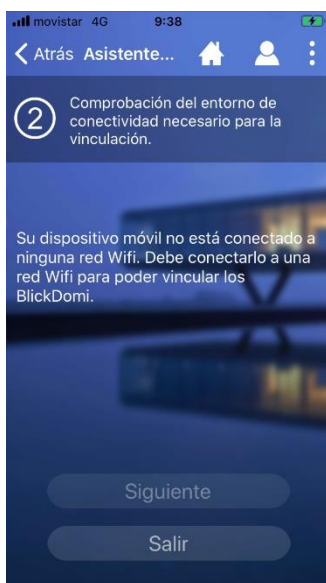 movistar 4G 9:38
Atrás Asistente...
2
Comprobación del entorno de
conectividad necesario para la
vinculación.
Su dispositivo móvil no está conectado a
ninguna red Wifi. Debe conectarlo a una
red Wifi para poder vincular los
BlickDomi.
Siguiente
Salir